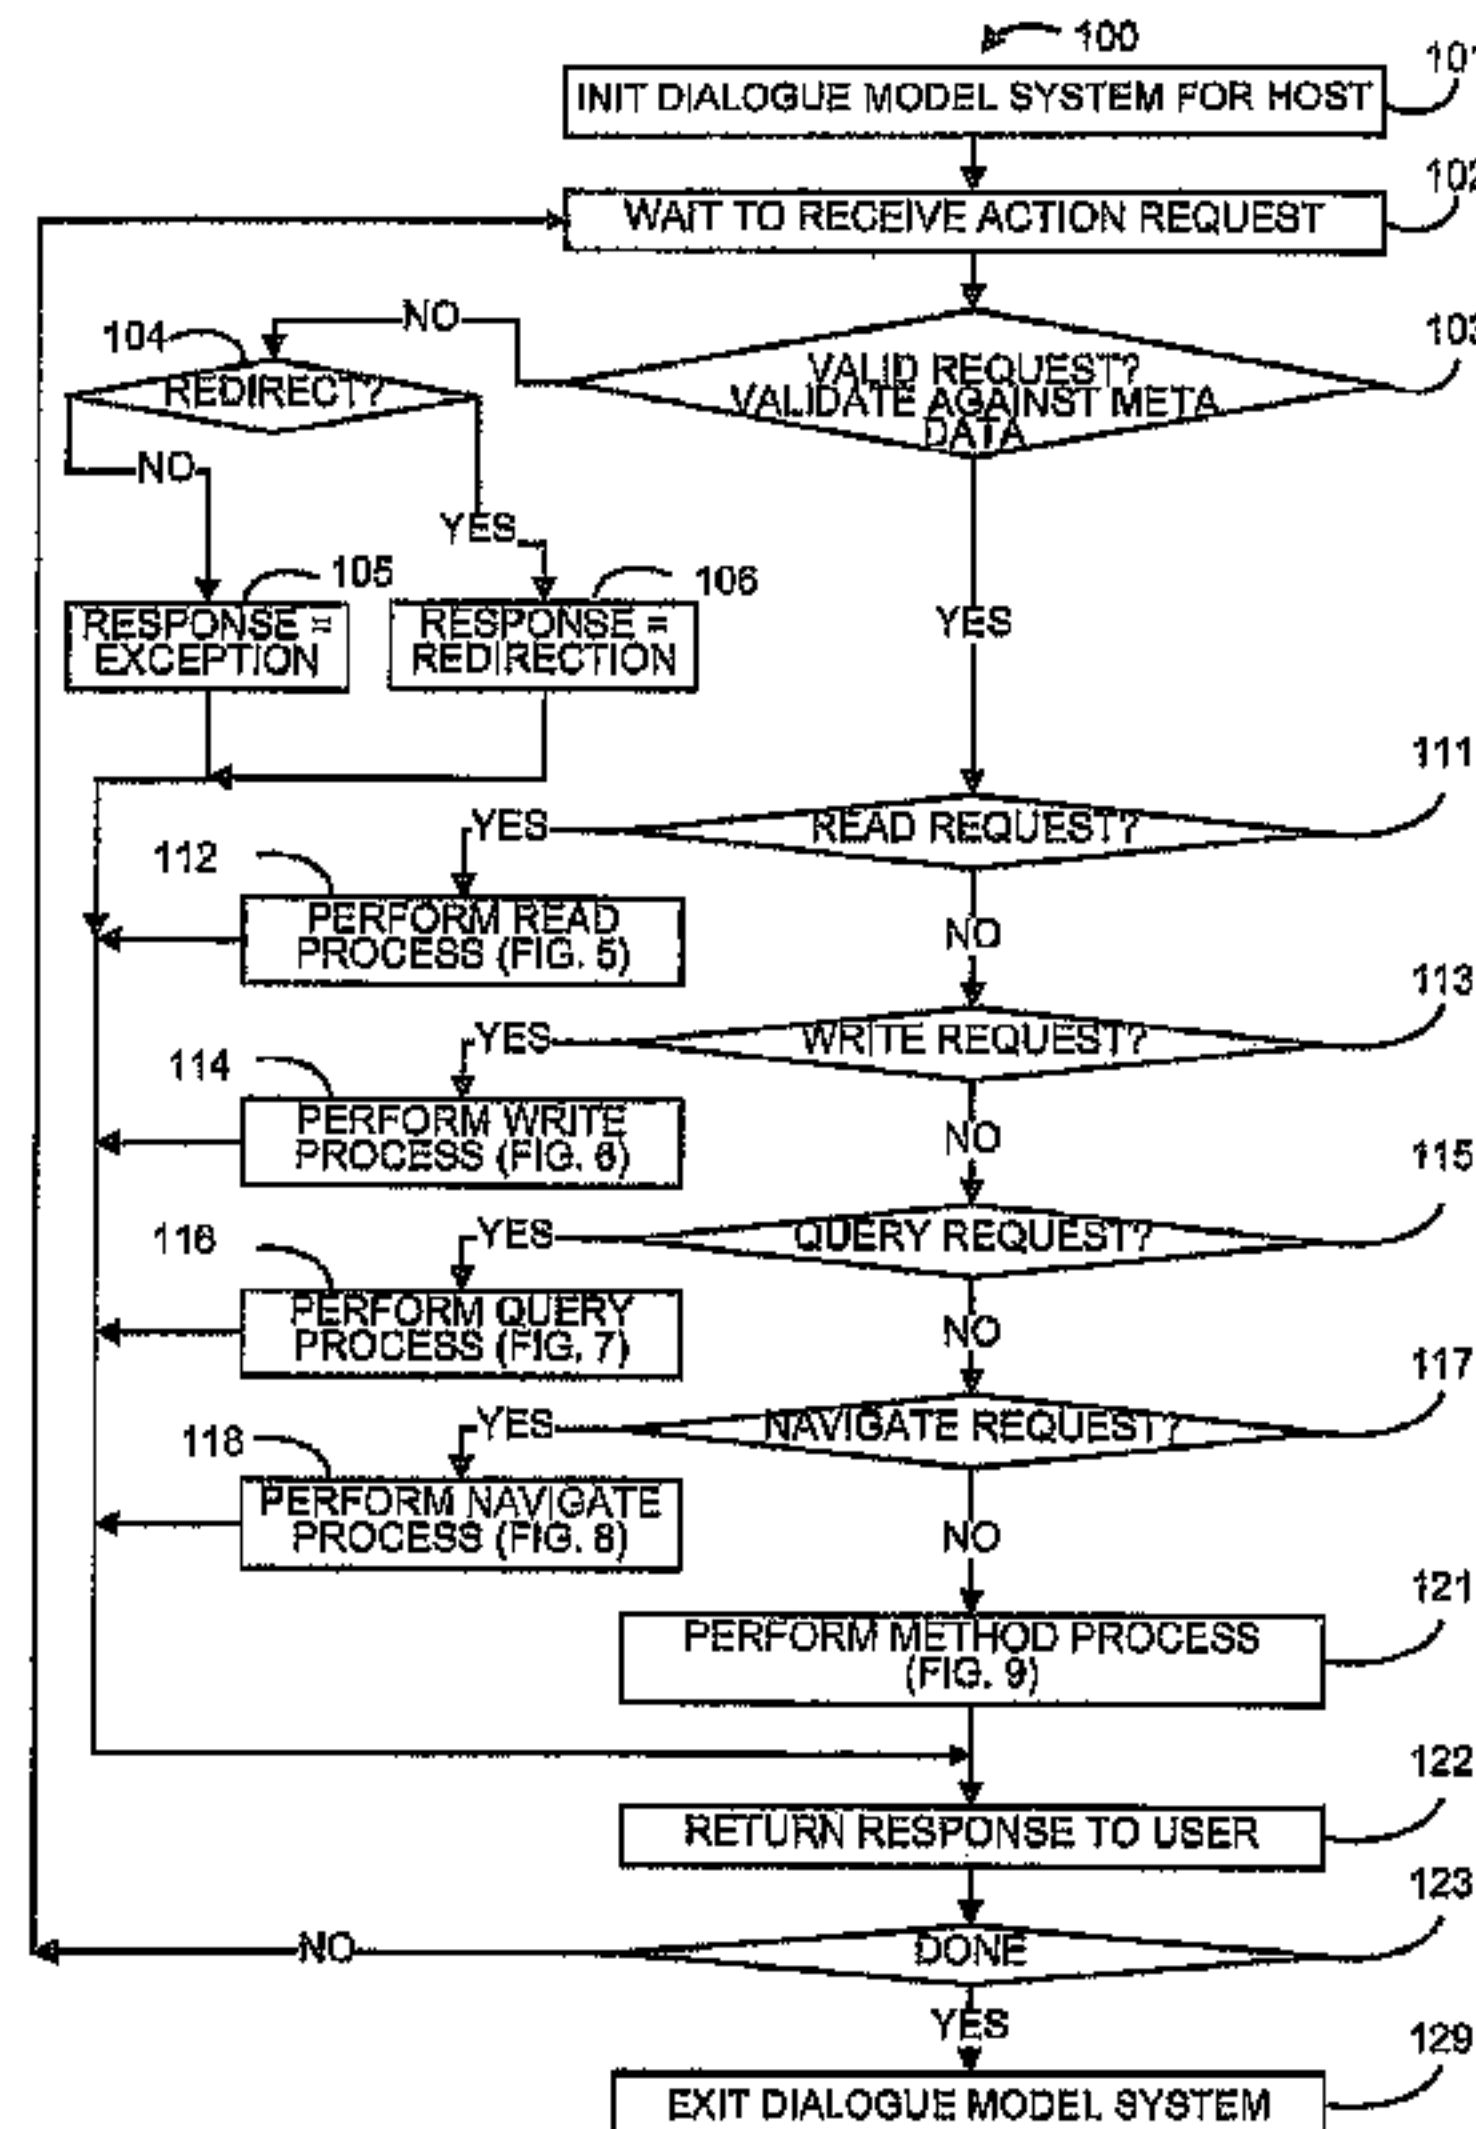 100
INIT DIALOGUE MODEL SYSTEM FOR HOST
101
WAIT TO RECEIVE ACTION REQUEST
102
VALID REQUEST?
VALIDATE AGAINST META
DATA
103
NO
104
REDIRECT?
NO
YES
105
RESPONSE =
EXCEPTION
106
RESPONSE =
REDIRECTION
YES
111
READ REQUEST?
YES
112
PERFORM READ
PROCESS (FIG. 5)
NO
113
WRITE REQUEST?
YES
114
PERFORM WRITE
PROCESS (FIG. 6)
NO
115
QUERY REQUEST?
YES
116
PERFORM QUERY
PROCESS (FIG. 7)
NO
117
NAVIGATE REQUEST?
YES
118
PERFORM NAVIGATE
PROCESS (FIG. 8)
NO
121
PERFORM METHOD PROCESS
(FIG. 9)
122
RETURN RESPONSE TO USER
123
DONE
NO
YES
129
EXIT DIALOGUE MODEL SYSTEM